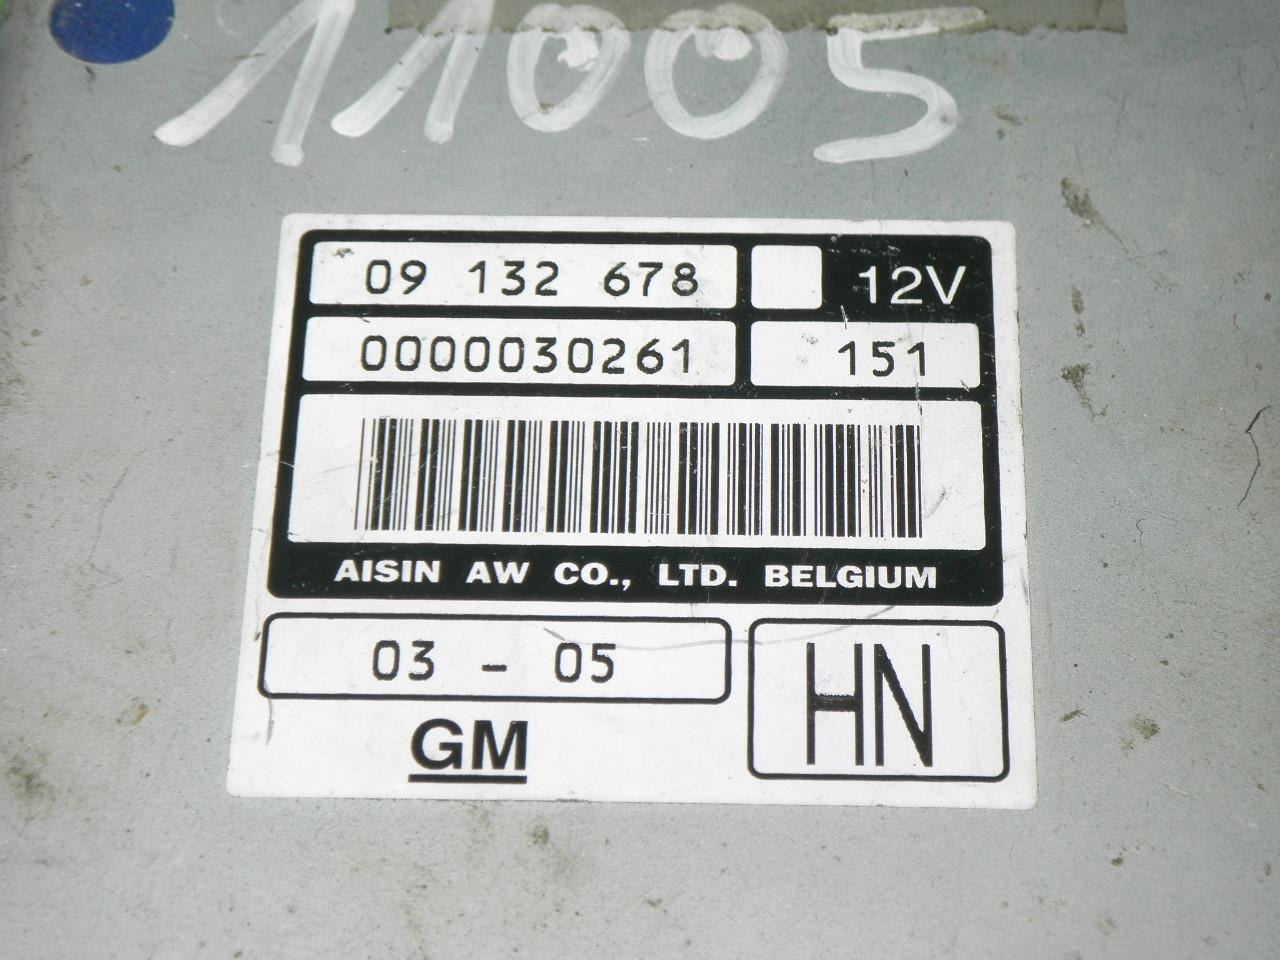 11005
09 132 678
12V
0000030261
151
AISIN AW CO., LTD. BELGIUM
03 - 05
HN
GM